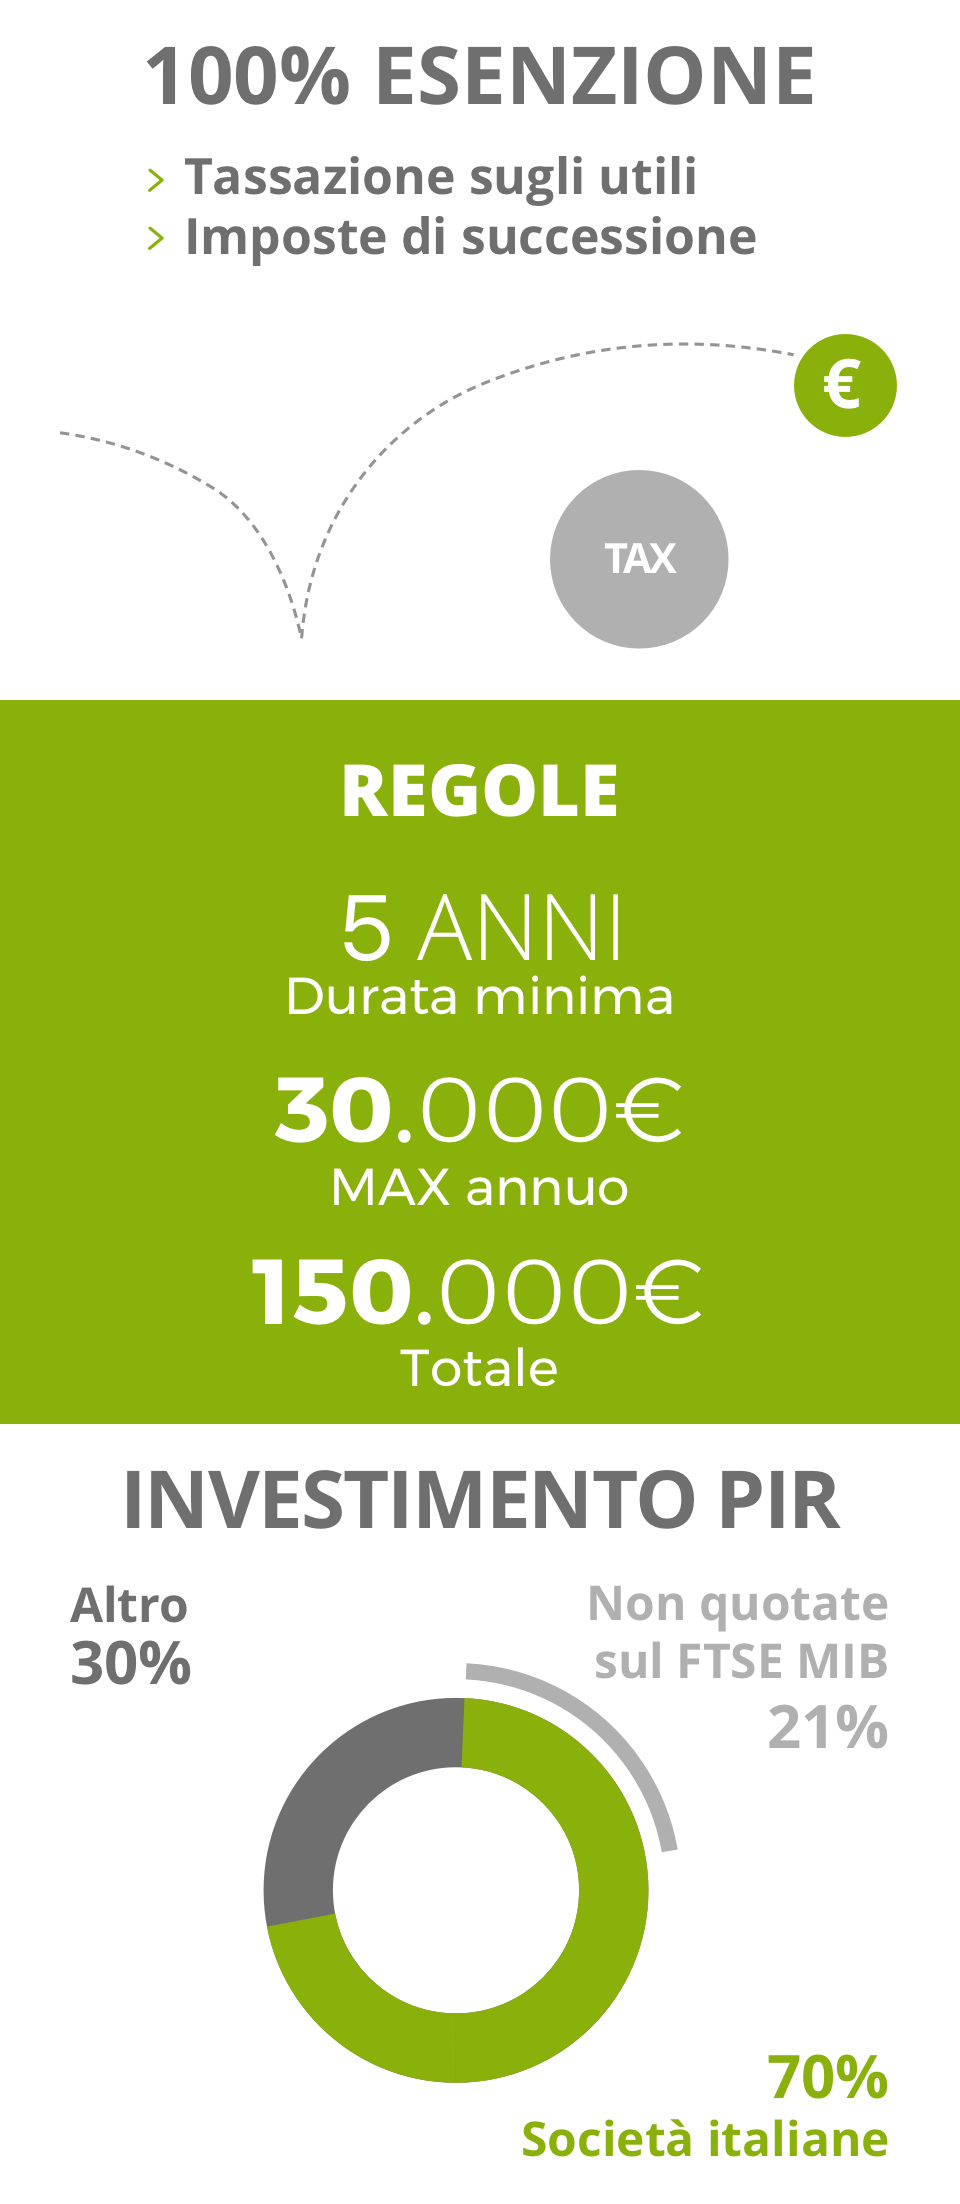 100% ESENZIONE
> Tassazione sugli utili
> Imposte di successione
€
TAX
REGOLE
5 ANNI
Durata minima
30.000€
MAX annuo
150.000€
Totale
INVESTIMENTO PIR
Altro
30%
Non quotate
sul FTSE MIB
21%
70%
Società italiane